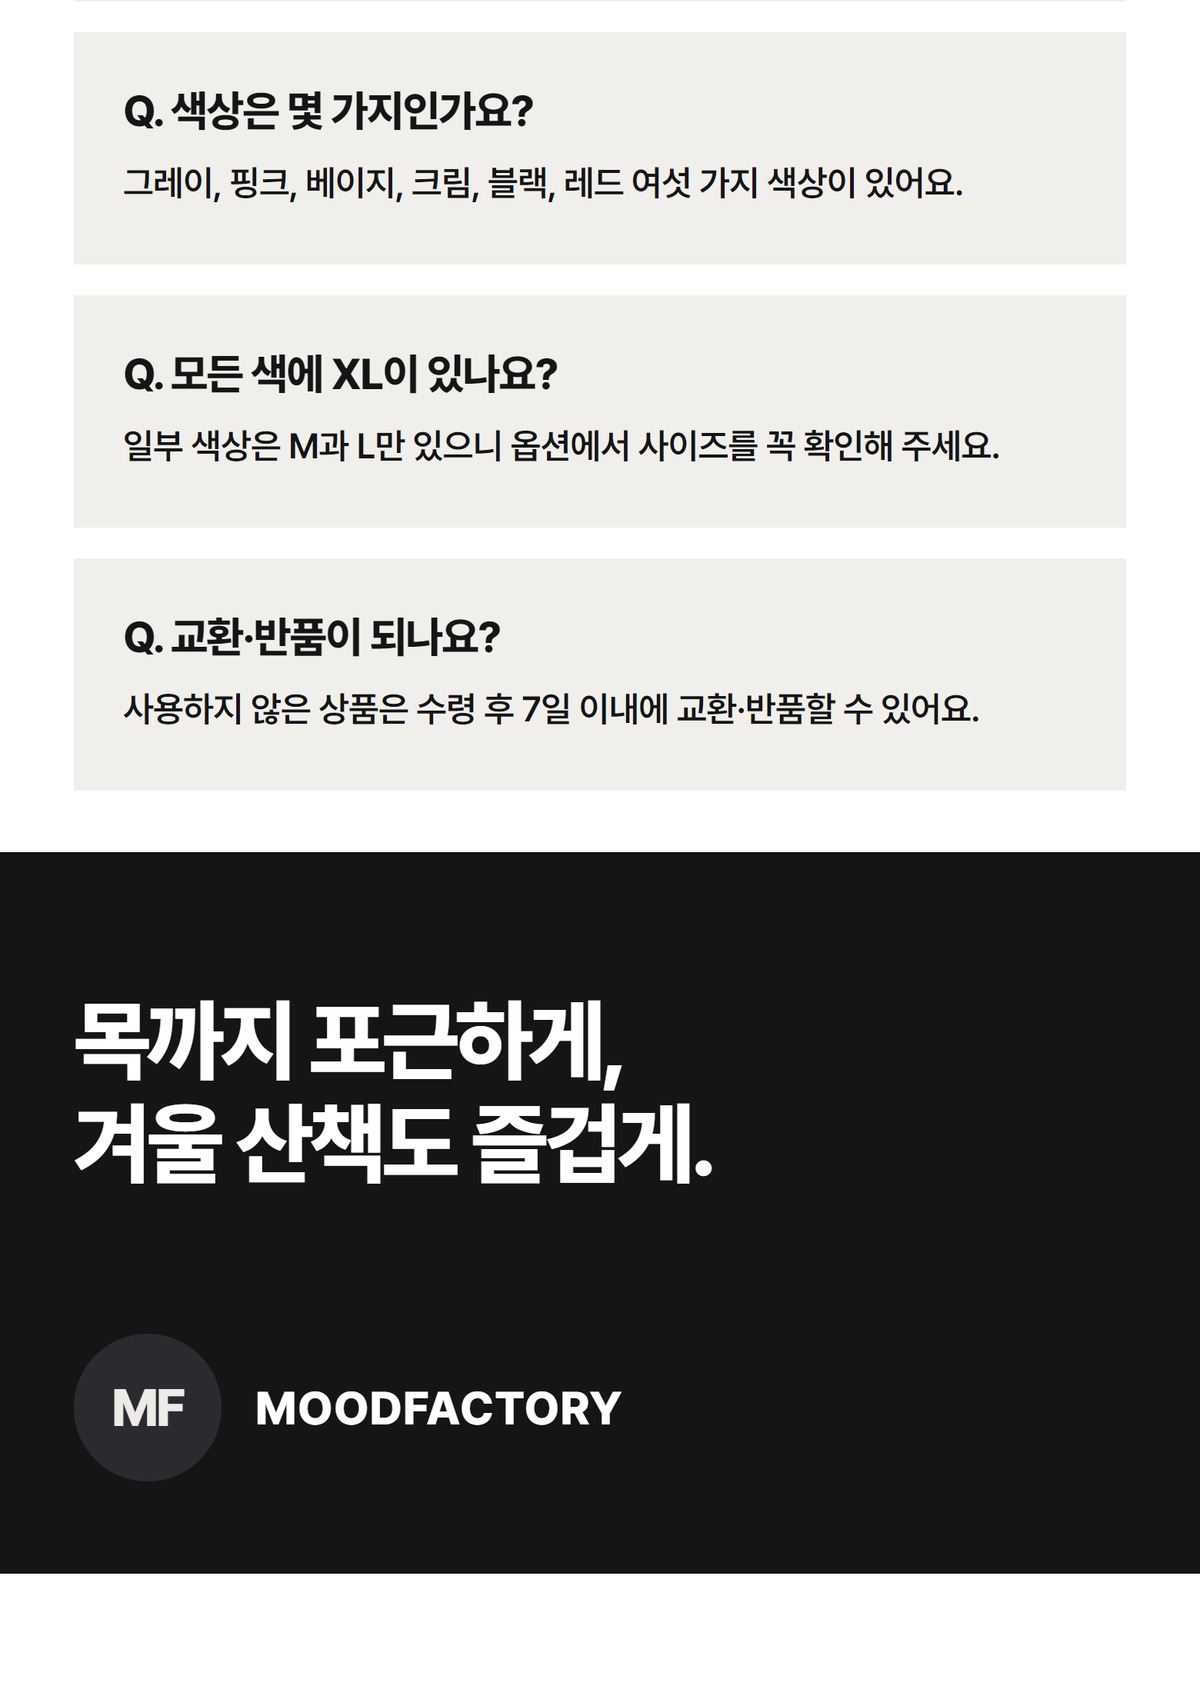 Q. 색상은 몇 가지인가요?
그레이, 핑크, 베이지, 크림, 블랙, 레드 여섯 가지 색상이 있어요.
Q. 모든 색에 XL이 있나요?
일부 색상은 M과 L만 있으니 옵션에서 사이즈를 꼭 확인해 주세요.
Q. 교환·반품이 되나요?
사용하지 않은 상품은 수령 후 7일 이내에 교환·반품할 수 있어요.
목까지 포근하게,
겨울 산책도 즐겁게.
MF MOODFACTORY